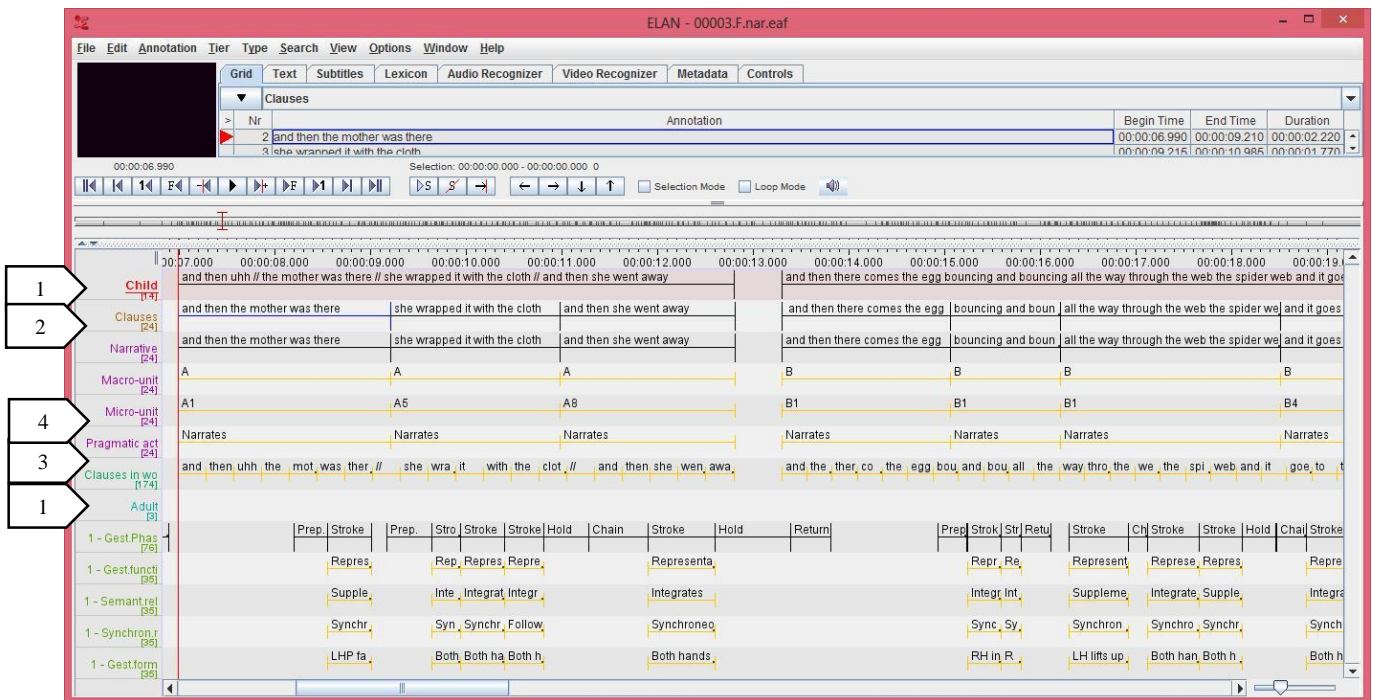 ELAN - 00003.F.nar.eaf
File Edit Annotation Tier Type Search View Options Window Help
Grid Text Subtitles Lexicon Audio Recognizer Video Recognizer Metadata Controls
Clauses
> Nr Annotation Begin Time End Time Duration
2 and then the mother was there 00:00:06.990 00:00:09.210 00:00:02.220
3 she wrapped it with the cloth 00:00:09.215 00:00:10.985 00:00:01.770
00:00:06.990 Selection: 00:00:00.000 - 00:00:00.000 0
1 F + F 1 S S Selection Mode Loop Mode
00:07.000 00:00:08.000 00:00:09.000 00:00:10.000 00:00:11.000 00:00:12.000 00:00:13.000 00:00:14.000 00:00:15.000 00:00:16.000 00:00:17.000 00:00:18.000 00:00:19.
1 Child and then uhh // the mother was there // she wrapped it with the cloth // and then she went away and then there comes the egg bouncing and bouncing all the way through the web the spider web and it goe
[14]
2 Clauses and then the mother was there she wrapped it with the cloth and then she went away and then there comes the egg bouncing and boun all the way through the web the spider we and it goes
[24]
Narrative and then the mother was there she wrapped it with the cloth and then she went away and then there comes the egg bouncing and boun all the way through the web the spider we and it goes
[24]
Macro-unit A A A B B B B
[24]
Micro-unit A1 A5 A8 B1 B1 B1 B4
[24]
4
Pragmatic act Narrates Narrates Narrates Narrates Narrates Narrates Narrates
[24]
3
Clauses in wo and then uhh the mot was ther // she wra it with the clot // and then she wen awa and the ther co the egg bou and bou all the way thro the we the spi web and it goe to t
[174]
1 Adult
[3]
1 - Gest.Phas Prep. Stroke Prep. Stro Stroke Stroke Hold Chain Stroke Hold Return Prep Strok Str Retu Stroke Ch Stroke Stroke Hold Chai Stroke
[76]
1 - Gest.functi Repres Rep Repres Repre Representa Repr Re Represent Represe Repres Repre
[35]
1 - Semant.rel Supple Inte Integrat Integr Integrates Integr Int Suppleme Integrate Supple Integra
[35]
1 - Synchron.r Synchr Syn Synchr Follow Synchroneo Sync Sy Synchron Synchro Synchr Synch
[35]
1 - Gest.form LHP fa Both Both ha Both h Both hands RH in R LH lifts up Both han Both h Both h
[35]